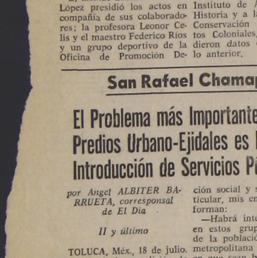 López presidió los actos en
compañía de sus colaborado-
res; la profesora Leonor Ce-
lis y el maestro Federico Ríos
y un grupo deportivo de la
Oficina de Promoción De-
Instituto de
Historia y a l
Conservación
tos Coloniales,
dieron datos
lo anterior.
San Rafael Chamap
El Problema más Importante
Predios Urbano-Ejidales es
Introducción de Servicios
por Angel ALBITER BA-
RRUETA, corresponsal
de El Día
II y último
TOLUCA, Méx., 18 de julio.
ción social y
ticular, mis en
forman:
—Habrá int
en estos gru
de la població
metropolitana